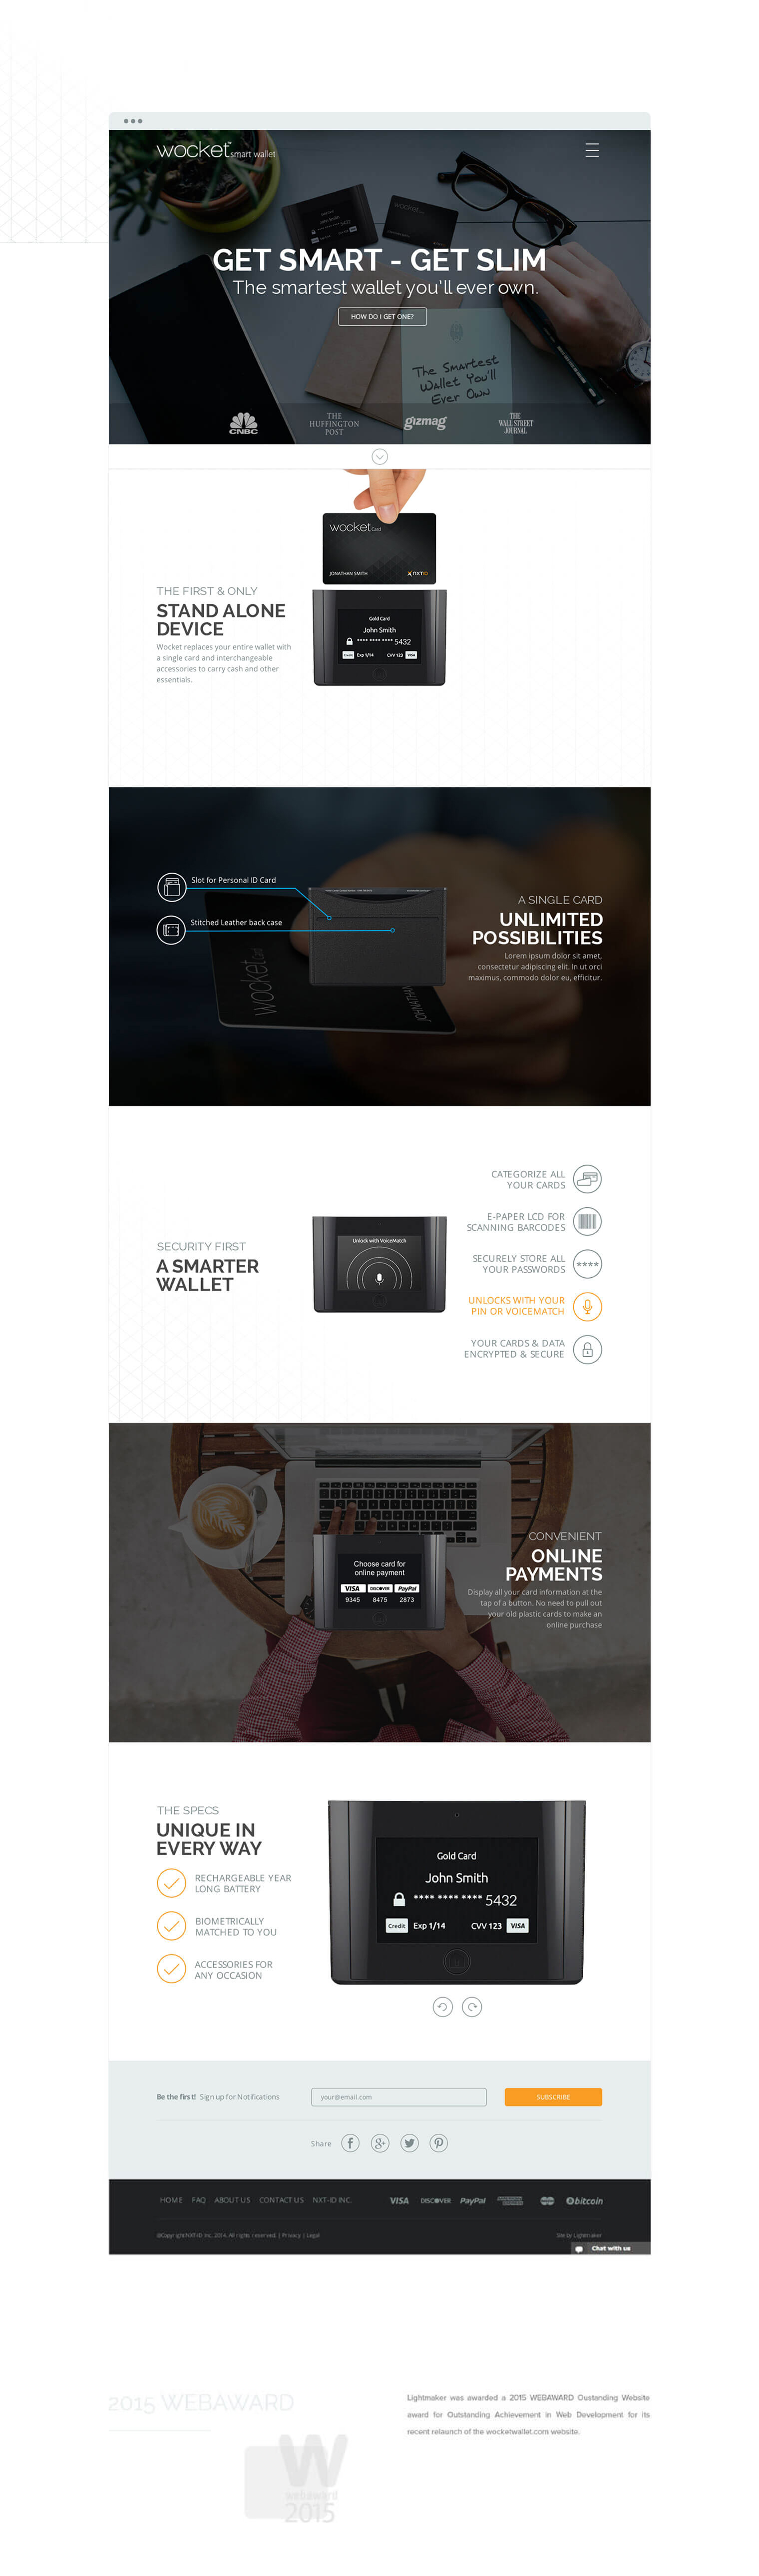 wocket smart wallet
wocket
GET SMART - GET SLIM
The smartest wallet you'll ever own.
HOW DO I GET ONE?
The Smartest
Wallet You'll
Ever Own
CNBC
THE
HUFFINGTON
POST
gizmag
THE
WALL STREET
JOURNAL
wocket Card
JONATHAN SMITH
NXTID
THE FIRST & ONLY
STAND ALONE
DEVICE
Wocket replaces your entire wallet with
a single card and interchangeable
accessories to carry cash and other
essentials.
Gold Card
John Smith
**** **** **** 5432
Credit Exp 1/14 CVV 123 VISA
Slot for Personal ID Card
Stitched Leather back case
wocket Card
A SINGLE CARD
UNLIMITED
POSSIBILITIES
Lorem ipsum dolor sit amet,
consectetur adipiscing elit. In ut orci
maximus, commodo dolor eu, efficitur.
SECURITY FIRST
A SMARTER
WALLET
Unlock with VoiceMatch
CATEGORIZE ALL
YOUR CARDS
E-PAPER LCD FOR
SCANNING BARCODES
SECURELY STORE ALL
YOUR PASSWORDS
****
UNLOCKS WITH YOUR
PIN OR VOICEMATCH
YOUR CARDS & DATA
ENCRYPTED & SECURE
Choose card for
online payment
VISA DISCOVER PayPal
9345 8475 2873
CONVENIENT
ONLINE
PAYMENTS
Display all your card information at the
tap of a button. No need to pull out
your old plastic cards to make an
online purchase
THE SPECS
UNIQUE IN
EVERY WAY
RECHARGEABLE YEAR
LONG BATTERY
BIOMETRICALLY
MATCHED TO YOU
ACCESSORIES FOR
ANY OCCASION
Gold Card
John Smith
**** **** **** 5432
Credit Exp 1/14 CVV 123 VISA
Be the first! Sign up for Notifications
your@email.com
SUBSCRIBE
Share
HOME FAQ ABOUT US CONTACT US NXT-ID INC.
VISA DISCOVER PayPal bitcoin
©Copyright NXT-ID Inc. 2014. All rights reserved. | Privacy | Legal
Site by Lightmaker
Chat with us
2015 WEBAWARD
Lightmaker was awarded a 2015 WEBAWARD Oustanding Website
award for Outstanding Achievement in Web Development for its
recent relaunch of the wocketwallet.com website.
W
webaward
2015